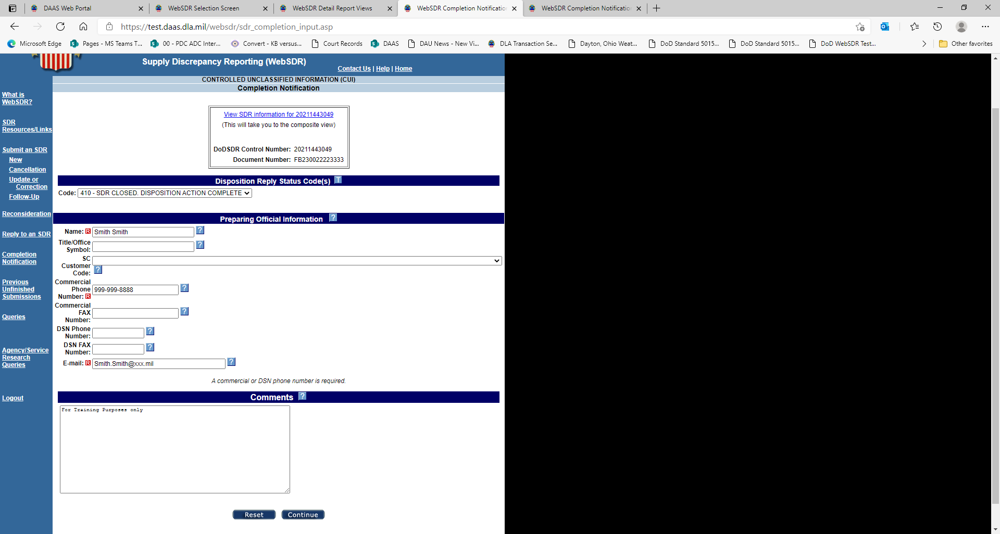 DAAS Web Portal
WebSDR Selection Screen
WebSDR Detail Report Views
WebSDR Completion Notificatio
WebSDR Completion Notificatio
https://test.daas.dla.mil/websdr/sdr_completion_input.asp
Microsoft Edge
Pages - MS Teams T...
00 - PDC ADC Inter...
Convert - KB versus...
Court Records
DAAS
DAU News - New Vi...
DLA Transaction Se...
Dayton, Ohio Weat...
DoD Standard 5015...
DoD Standard 5015...
DoD WebSDR Test...
Other favorites
Supply Discrepancy Reporting (WebSDR)
Contact Us | Help | Home
CONTROLLED UNCLASSIFIED INFORMATION (CUI)
Completion Notification
What is
WebSDR?
SDR
Resources/Links
Submit an SDR
New
Cancellation
Update or
Correction
Follow-Up
Reconsideration
Reply to an SDR
Completion
Notification
Previous
Unfinished
Submissions
Queries
Agency/Service
Research
Queries
Logout
View SDR information for 20211443049
(This will take you to the composite view)
DoDSDR Control Number: 20211443049
Document Number: FB230022223333
Disposition Reply Status Code(s) T
Code: 410 - SDR CLOSED. DISPOSITION ACTION COMPLETE
Preparing Official Information ?
Name: R Smith Smith ?
Title/Office
Symbol: ?
SC
Customer
Code: ?
Commercial
Phone
Number: R 999-999-8888 ?
Commercial
FAX
Number: ?
DSN Phone
Number: ?
DSN FAX
Number: ?
E-mail: R Smith.Smith@xxx.mil ?
A commercial or DSN phone number is required.
Comments ?
For Training Purposes only
Reset
Continue